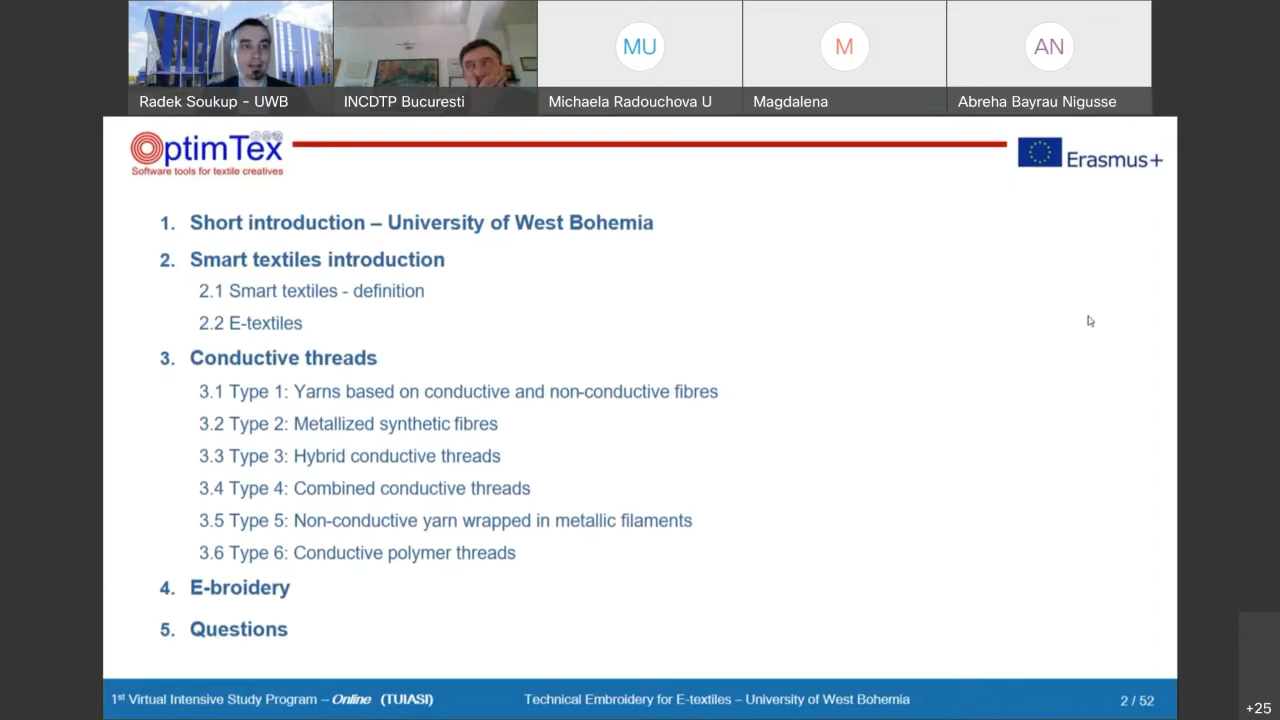 Radek Soukup - UWB
INCDTP Bucuresti
MU
Michaela Radouchova U
M
Magdalena
AN
Abreha Bayrau Nigusse
OptimTex
Software tools for textile creatives
Erasmus+
1. Short introduction – University of West Bohemia
2. Smart textiles introduction
2.1 Smart textiles - definition
2.2 E-textiles
3. Conductive threads
3.1 Type 1: Yarns based on conductive and non-conductive fibres
3.2 Type 2: Metallized synthetic fibres
3.3 Type 3: Hybrid conductive threads
3.4 Type 4: Combined conductive threads
3.5 Type 5: Non-conductive yarn wrapped in metallic filaments
3.6 Type 6: Conductive polymer threads
4. E-broidery
5. Questions
1st Virtual Intensive Study Program – Online (TUIASI)
Technical Embroidery for E-textiles – University of West Bohemia
2 / 52
+25